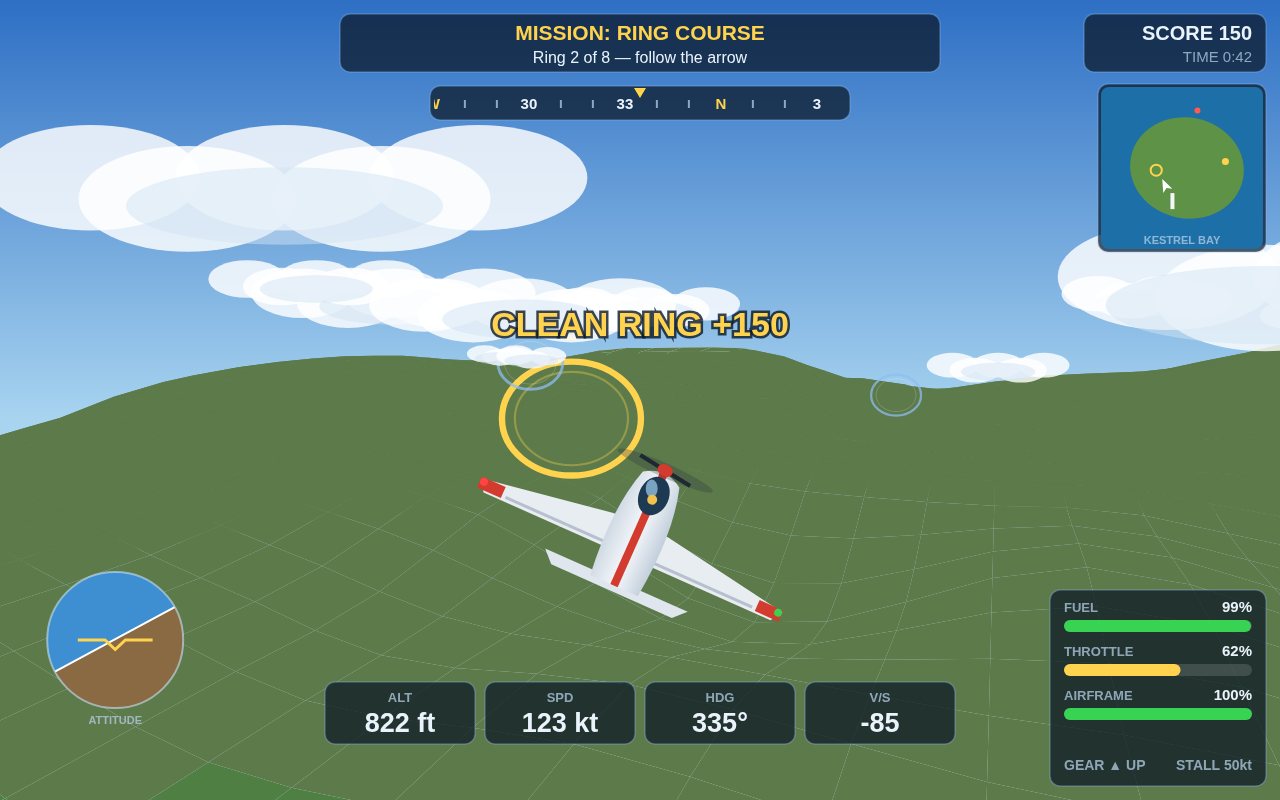 MISSION: RING COURSE
Ring 2 of 8 — follow the arrow
SCORE 150
TIME 0:42
30 33 N 3
KESTREL BAY
CLEAN RING +150
ATTITUDE
ALT
822 ft
SPD
123 kt
HDG
335°
V/S
-85
FUEL 99%
THROTTLE 62%
AIRFRAME 100%
GEAR ▲ UP STALL 50kt